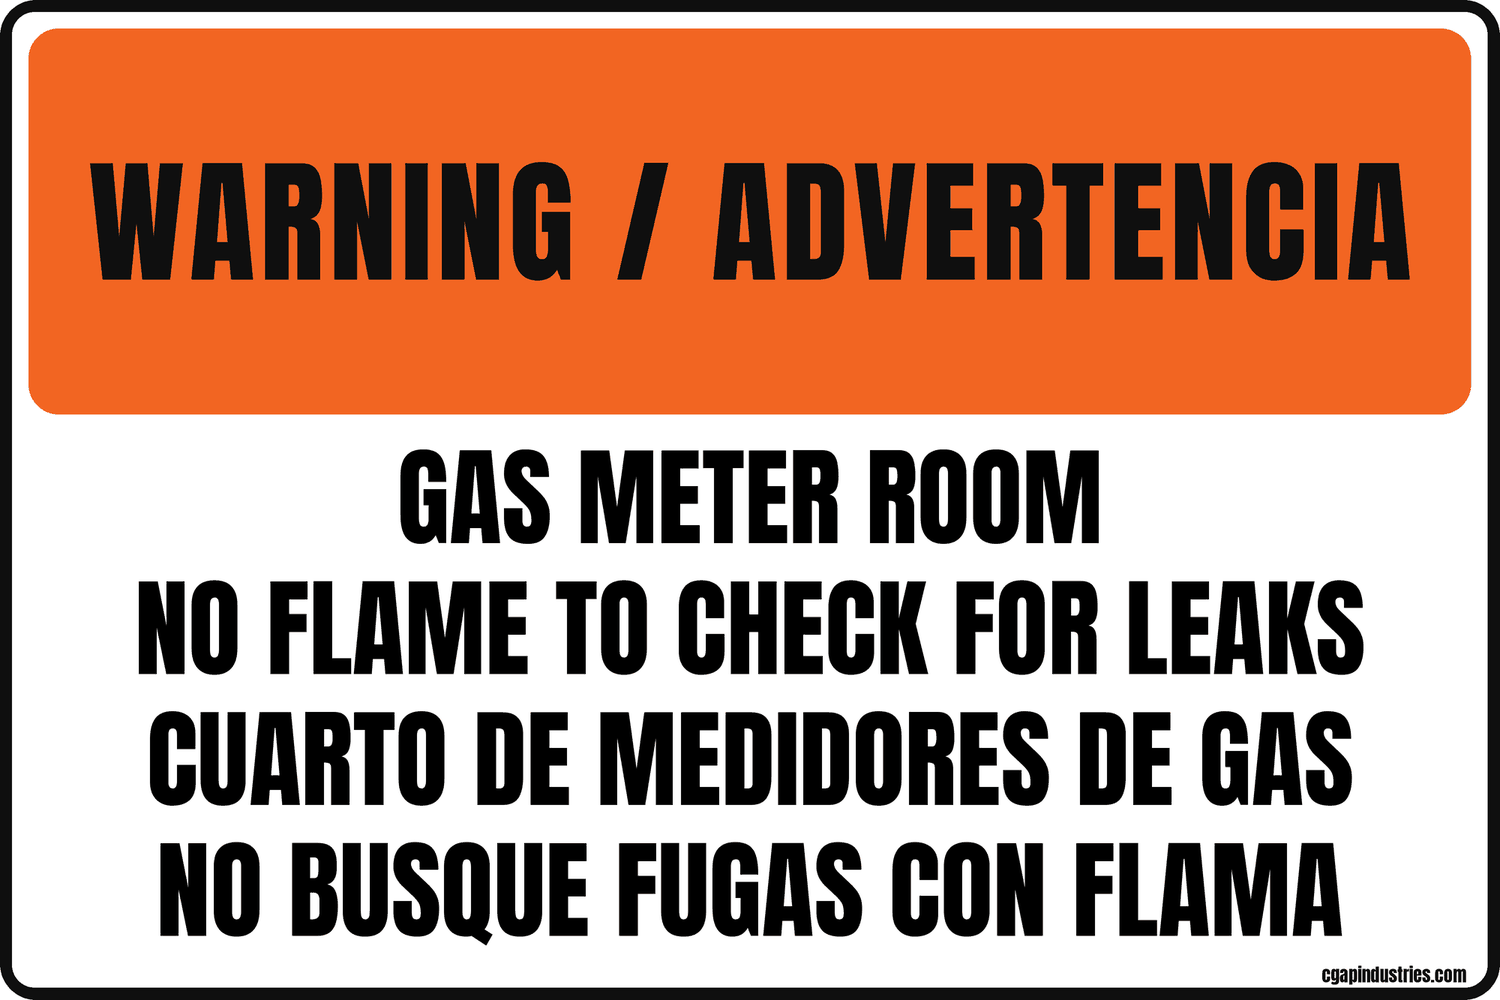 WARNING / ADVERTENCIA
GAS METER ROOM
NO FLAME TO CHECK FOR LEAKS
CUARTO DE MEDIDORES DE GAS
NO BUSQUE FUGAS CON FLAMA
cgapindustries.com